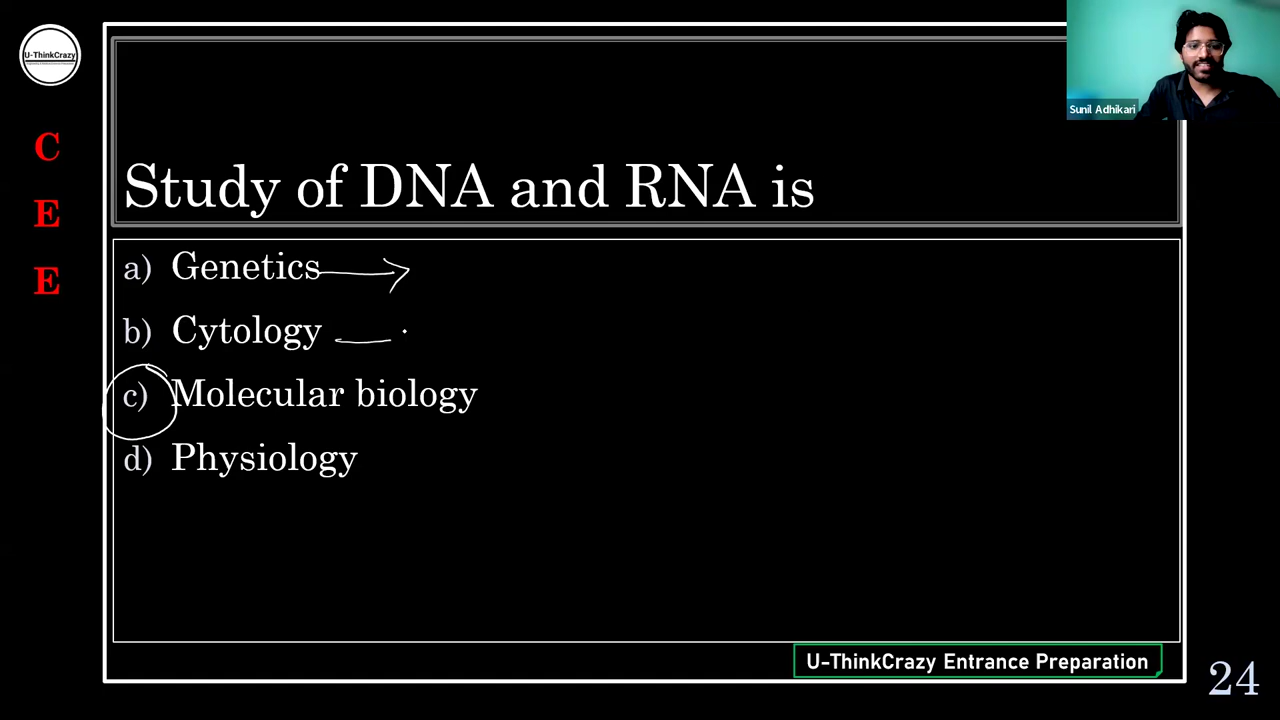 U-ThinkCrazy
Sunil Adhikari
C
E
E
Study of DNA and RNA is
a) Genetics
b) Cytology
c) Molecular biology
d) Physiology
U-ThinkCrazy Entrance Preparation
24